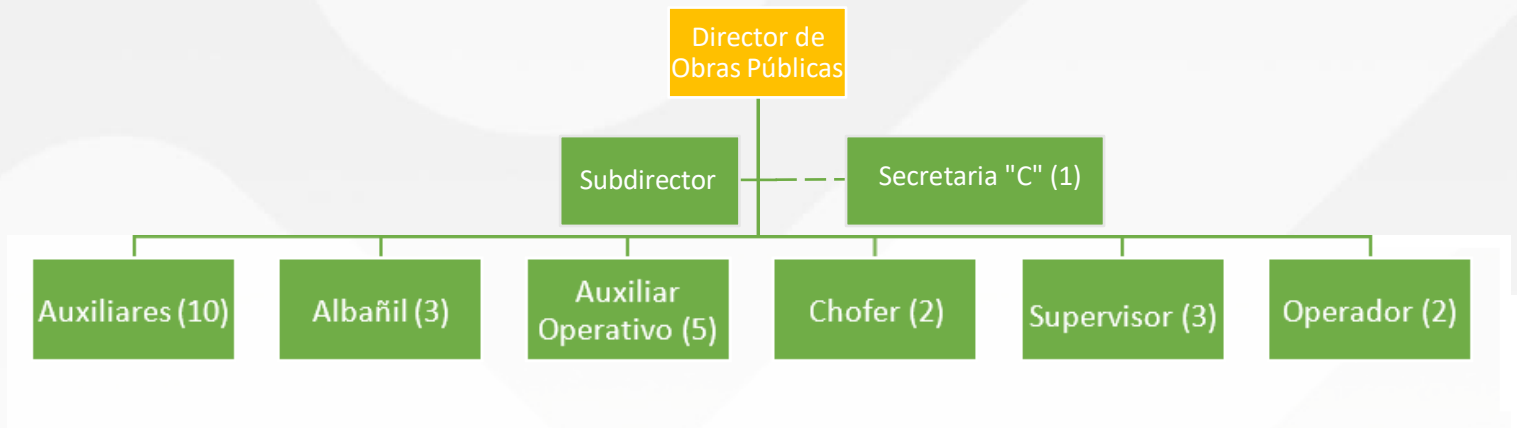 Director de
Obras Públicas
Subdirector
Secretaria "C" (1)
Auxiliares (10)
Albañil (3)
Auxiliar
Operativo (5)
Chofer (2)
Supervisor (3)
Operador (2)